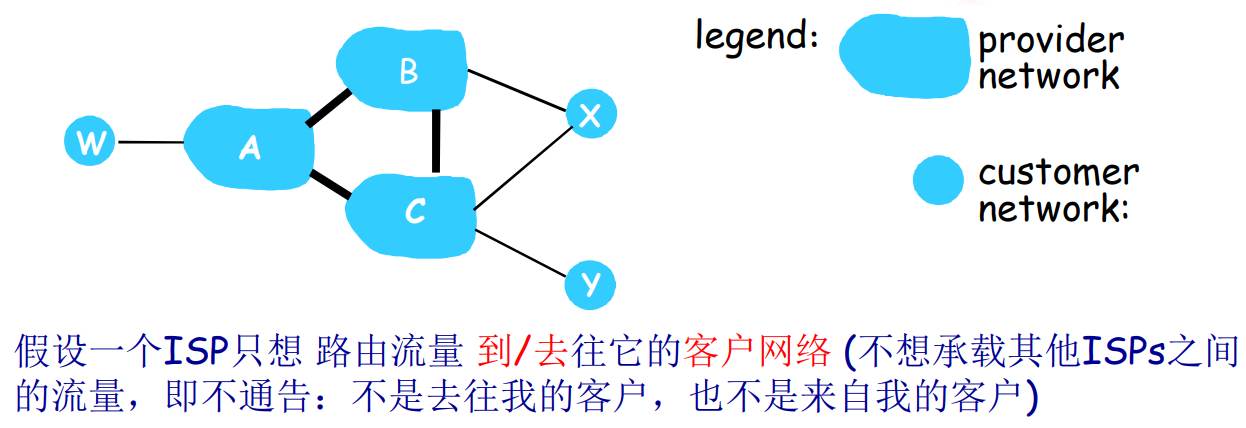 legend:
provider
network
B
X
W
A
C
customer
network:
Y
假设一个ISP只想 路由流量 到/去往它的客户网络 (不想承载其他ISPs之间
的流量，即不通告：不是去往我的客户，也不是来自我的客户)